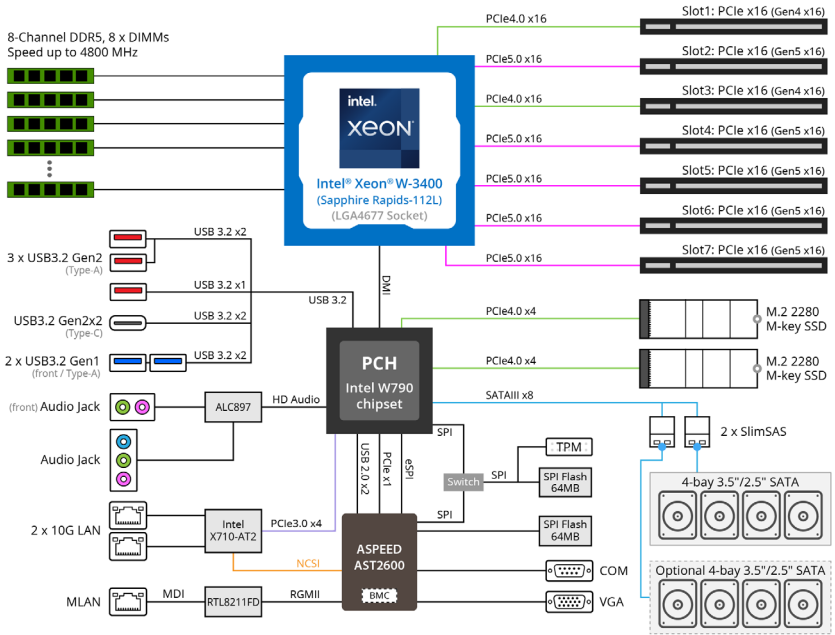 8-Channel DDR5, 8 x DIMMs
Speed up to 4800 MHz
PCIe4.0 x16
Slot1: PCIe x16 (Gen4 x16)
PCIe5.0 x16
Slot2: PCIe x16 (Gen5 x16)
PCIe4.0 x16
Slot3: PCIe x16 (Gen4 x16)
PCIe5.0 x16
Slot4: PCIe x16 (Gen5 x16)
PCIe5.0 x16
Slot5: PCIe x16 (Gen5 x16)
PCIe5.0 x16
Slot6: PCIe x16 (Gen5 x16)
PCIe5.0 x16
Slot7: PCIe x16 (Gen5 x16)
intel.
XEON
Intel® Xeon® W-3400
(Sapphire Rapids-112L)
(LGA4677 Socket)
DMI
USB 3.2 x2
3 x USB3.2 Gen2
(Type-A)
USB 3.2 x1
USB 3.2
USB3.2 Gen2x2
(Type-C)
USB 3.2 x2
2 x USB3.2 Gen1
(front / Type-A)
USB 3.2 x2
PCIe4.0 x4
M.2 2280
M-key SSD
PCIe4.0 x4
M.2 2280
M-key SSD
PCH
Intel W790
chipset
SATAIII x8
2 x SlimSAS
4-bay 3.5"/2.5" SATA
Optional 4-bay 3.5"/2.5" SATA
(front) Audio Jack
ALC897
HD Audio
Audio Jack
USB 2.0 x2
PCIe x1
eSPI
SPI
Switch
SPI
TPM
SPI Flash
64MB
SPI
SPI Flash
64MB
2 x 10G LAN
Intel
X710-AT2
PCIe3.0 x4
NCSI
ASPEED
AST2600
BMC
COM
VGA
MLAN
MDI
RTL8211FD
RGMII